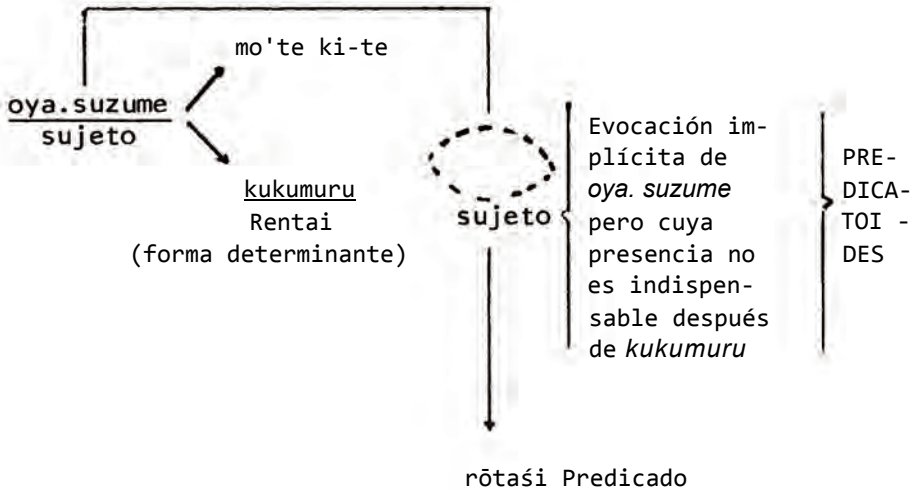 mo'te ki-te
oya.suzume
sujeto
kukumuru
Rentai
(forma determinante)
sujeto
Evocación im-
plícita de
oya. suzume
pero cuya
presencia no
es indispen-
sable después
de kukumuru
PRE-
DICA-
TOI -
DES
rōtaśi Predicado